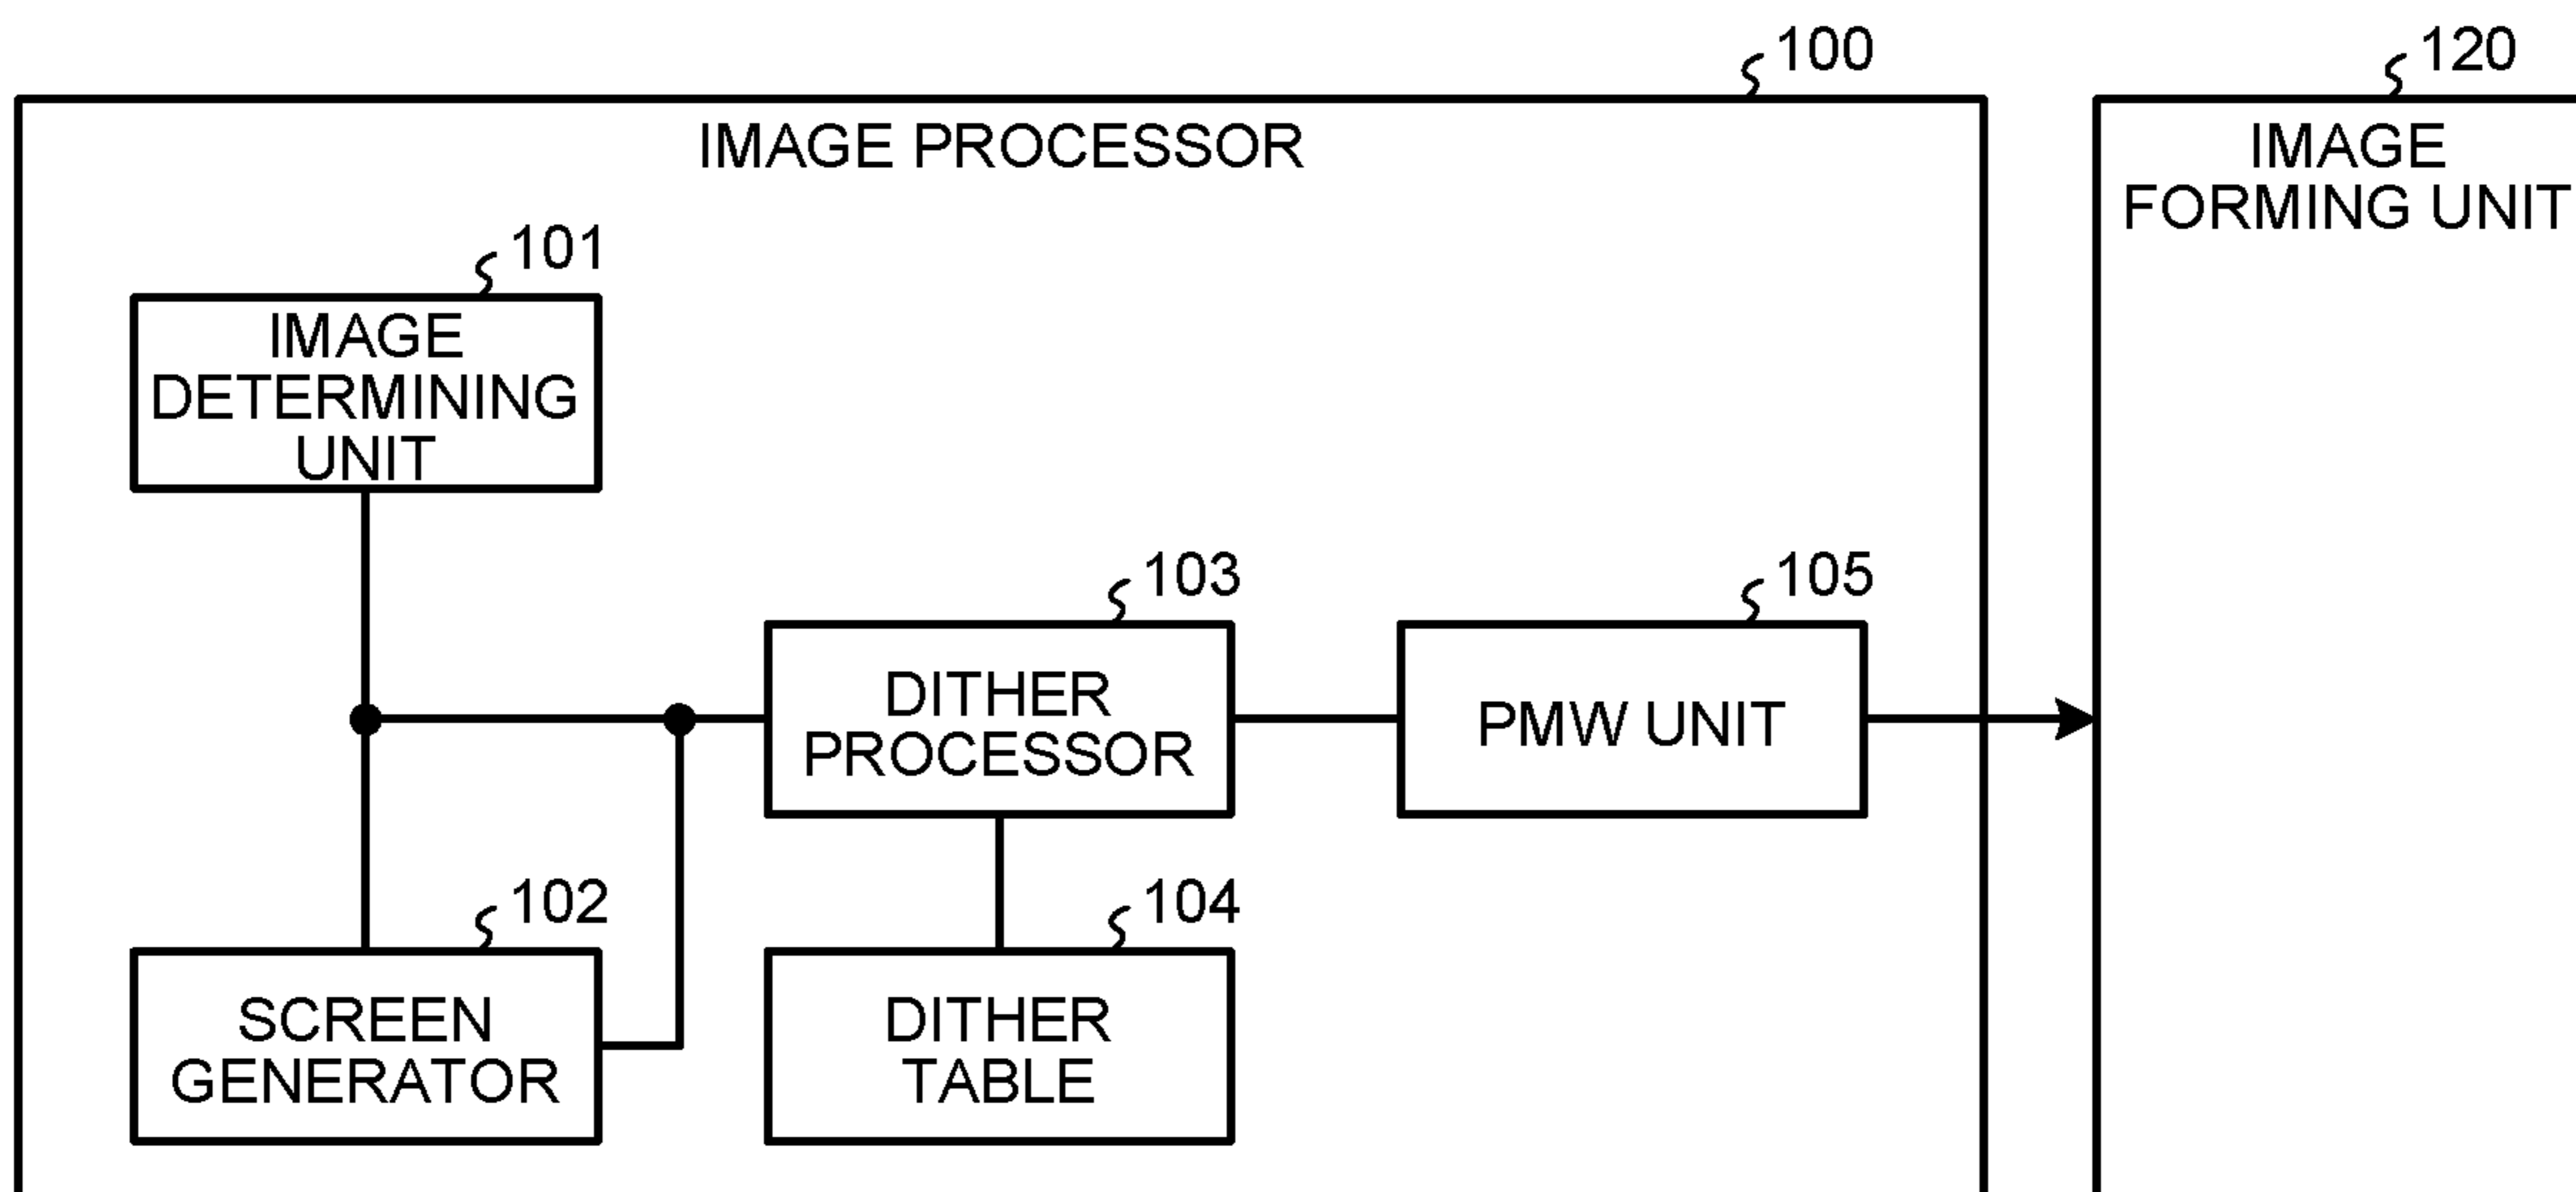 100
120
IMAGE PROCESSOR
IMAGE
FORMING UNIT
101
IMAGE
DETERMINING
UNIT
103
DITHER
PROCESSOR
105
PMW UNIT
102
SCREEN
GENERATOR
104
DITHER
TABLE